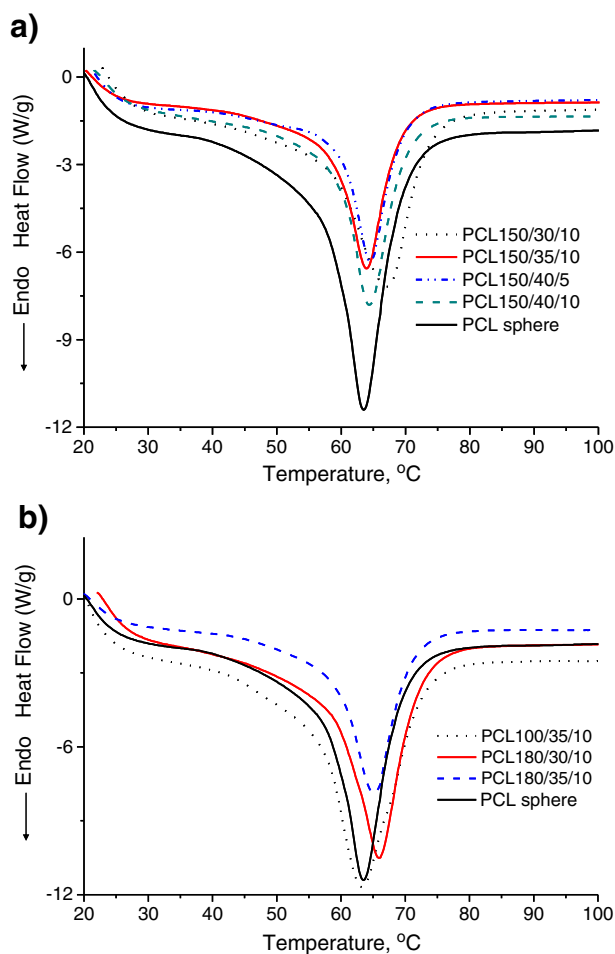 a)
0
-3
-6
-9
-12
Endo Heat Flow (W/g)
PCL150/30/10
PCL150/35/10
PCL150/40/5
PCL150/40/10
PCL sphere
20 30 40 50 60 70 80 90 100
Temperature, °C
b)
0
-6
-12
Endo Heat Flow (W/g)
PCL100/35/10
PCL180/30/10
PCL180/35/10
PCL sphere
20 30 40 50 60 70 80 90 100
Temperature, °C